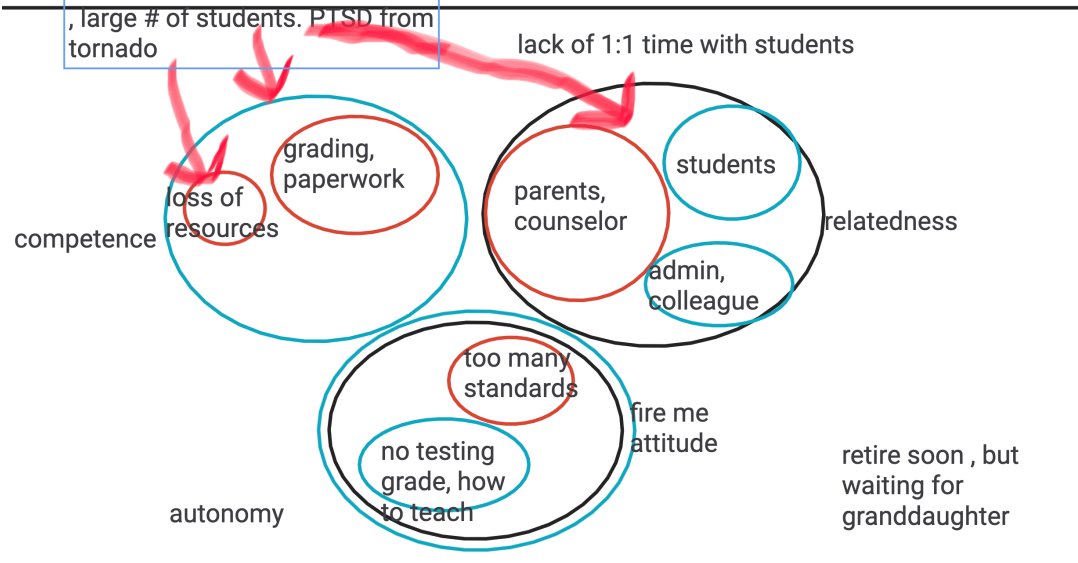 , large # of students. PTSD from
tornado
lack of 1:1 time with students
grading,
paperwork
loss of
resources
competence
parents,
counselor
students
admin,
colleague
relatedness
too many
standards
no testing
grade, how
to teach
fire me
attitude
autonomy
retire soon , but
waiting for
granddaughter